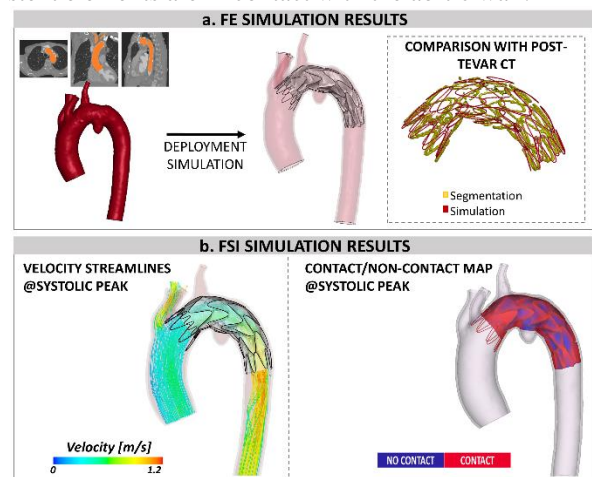 a. FE SIMULATION RESULTS
COMPARISON WITH POST-
TEVAR CT
DEPLOYMENT
SIMULATION
Segmentation
Simulation
b. FSI SIMULATION RESULTS
VELOCITY STREAMLINES
@SYSTOLIC PEAK
CONTACT/NON-CONTACT MAP
@SYSTOLIC PEAK
Velocity [m/s]
0
1.2
NO CONTACT
CONTACT